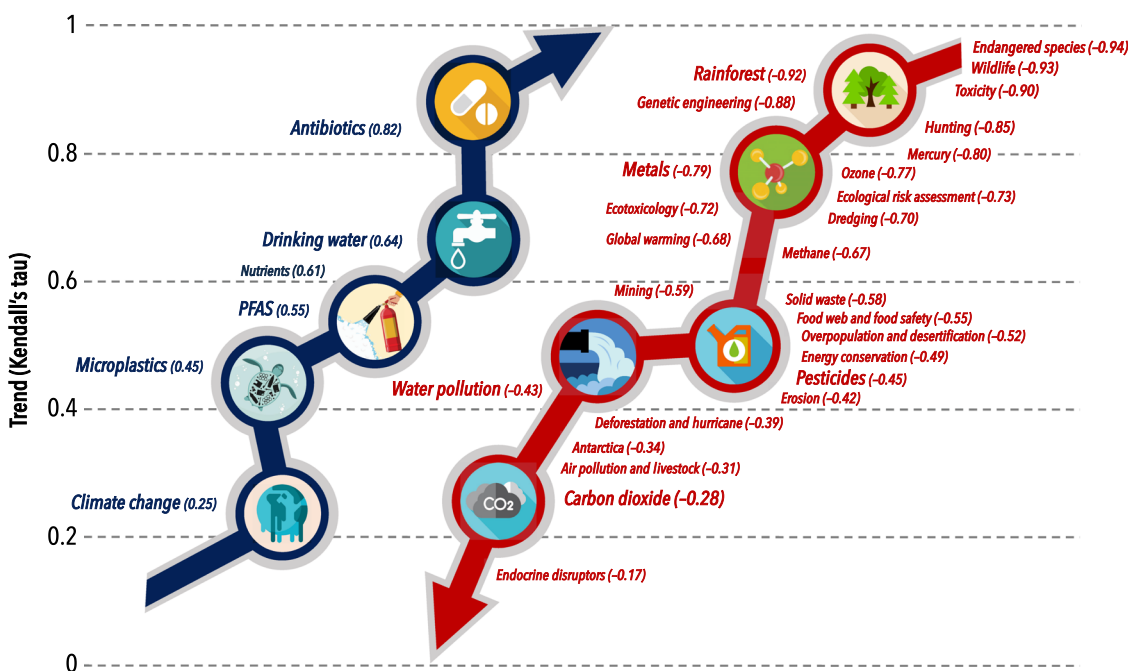 Trend (Kendall's tau)
1
0.8
0.6
0.4
0.2
0
Antibiotics (0.82)
Drinking water (0.64)
Nutrients (0.61)
PFAS (0.55)
Microplastics (0.45)
Climate change (0.25)
Endangered species (–0.94)
Wildlife (–0.93)
Rainforest (–0.92)
Toxicity (–0.90)
Genetic engineering (–0.88)
Hunting (–0.85)
Mercury (–0.80)
Metals (–0.79)
Ozone (–0.77)
Ecological risk assessment (–0.73)
Ecotoxicology (–0.72)
Dredging (–0.70)
Global warming (–0.68)
Methane (–0.67)
Mining (–0.59)
Solid waste (–0.58)
Food web and food safety (–0.55)
Overpopulation and desertification (–0.52)
Energy conservation (–0.49)
Pesticides (–0.45)
Water pollution (–0.43)
Erosion (–0.42)
Deforestation and hurricane (–0.39)
Antarctica (–0.34)
Air pollution and livestock (–0.31)
Carbon dioxide (–0.28)
CO2
Endocrine disruptors (–0.17)